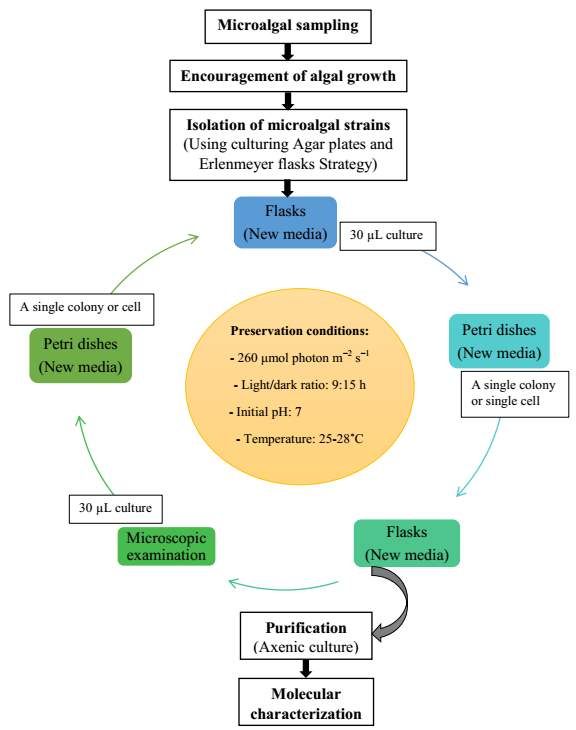 Microalgal sampling
Encouragement of algal growth
Isolation of microalgal strains
(Using culturing Agar plates and
Erlenmeyer flasks Strategy)
Flasks
(New media)
30 µL culture
Petri dishes
(New media)
A single colony
or single cell
Flasks
(New media)
Microscopic
examination
30 µL culture
Petri dishes
(New media)
A single colony or cell
Preservation conditions:
- 260 µmol photon m⁻² s⁻¹
- Light/dark ratio: 9:15 h
- Initial pH: 7
- Temperature: 25-28˚C
Purification
(Axenic culture)
Molecular
characterization